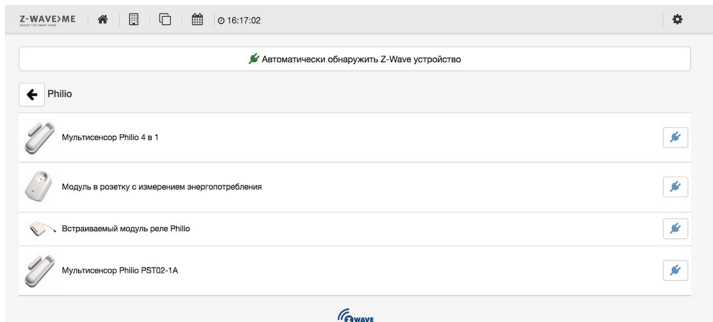 Z-WAVE>ME
16:17:02
Автоматически обнаружить Z-Wave устройство
Philio
Мультисенсор Philio 4 в 1
Модуль в розетку с измерением энергопотребления
Встраиваемый модуль реле Philio
Мультисенсор Philio PST02-1A
Z WAVE